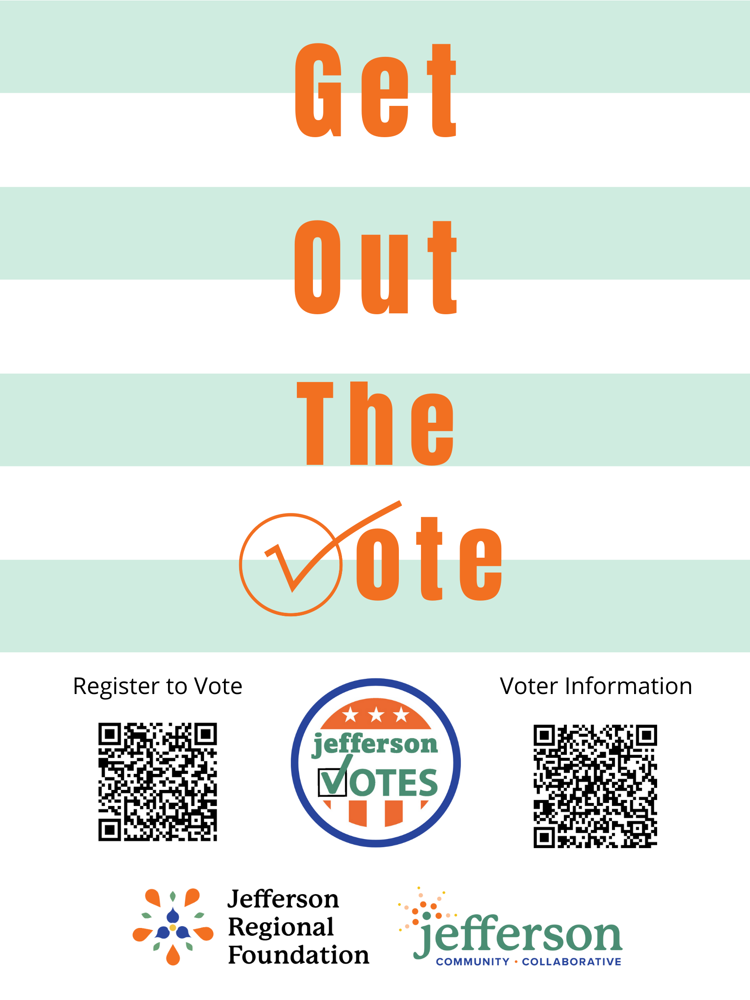 Get
Out
The
Vote
Register to Vote
Voter Information
jefferson
VOTES
Jefferson
Regional
Foundation
jefferson
COMMUNITY • COLLABORATIVE